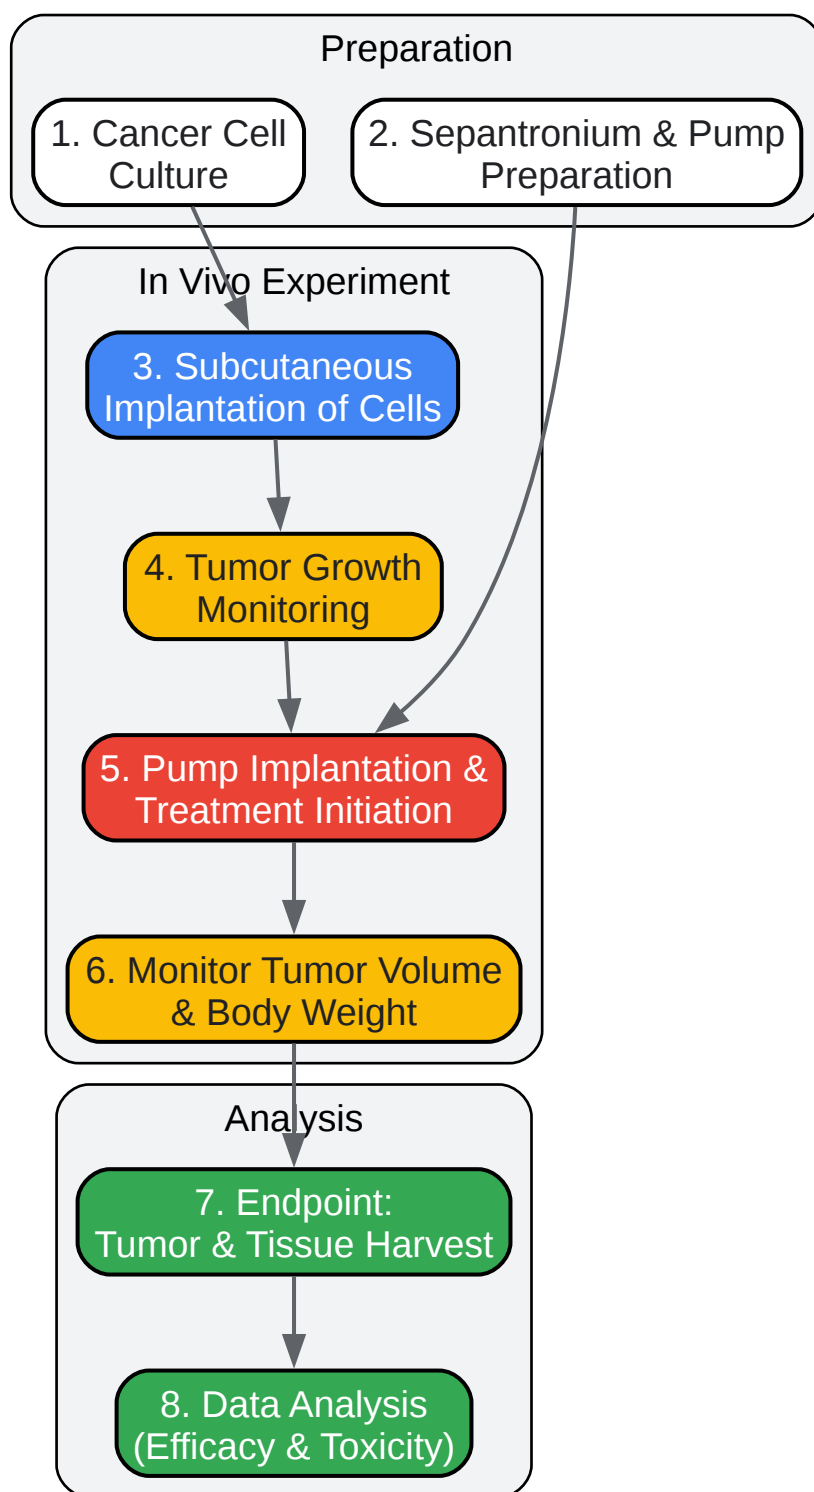 Preparation
1. Cancer Cell
Culture
2. Sepantronium & Pump
Preparation
In Vivo Experiment
3. Subcutaneous
Implantation of Cells
4. Tumor Growth
Monitoring
5. Pump Implantation &
Treatment Initiation
6. Monitor Tumor Volume
& Body Weight
Analysis
7. Endpoint:
Tumor & Tissue Harvest
8. Data Analysis
(Efficacy & Toxicity)